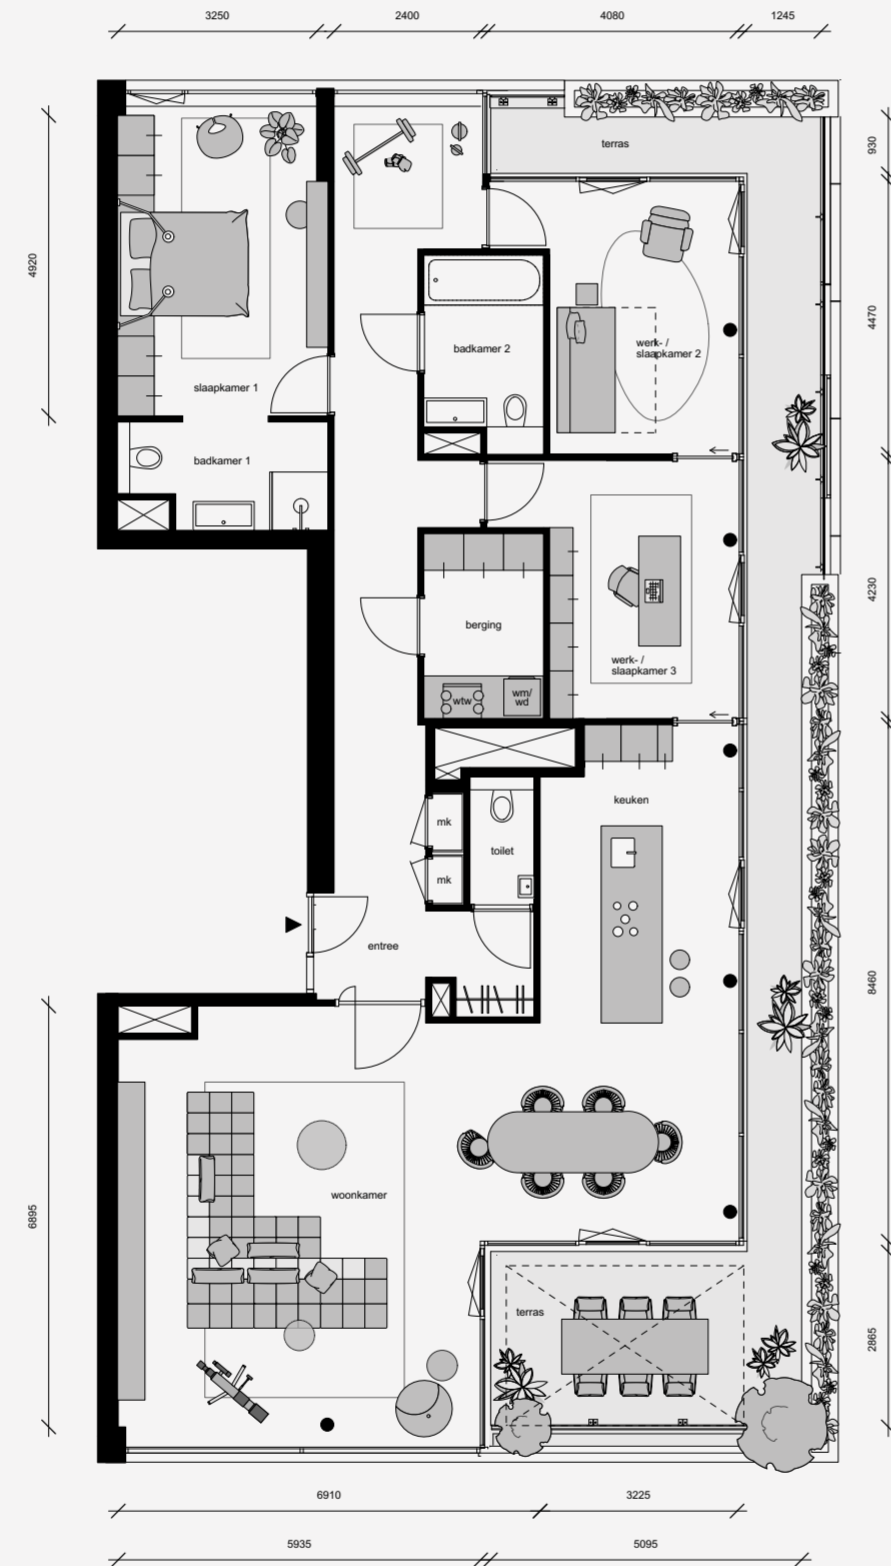 3250
2400
4080
1245
930
terras
4920
4470
werk- /
slaapkamer 2
badkamer 2
slaapkamer 1
badkamer 1
4230
berging
werk- /
slaapkamer 3
wtw
wm/
wd
keuken
mk
toilet
mk
entree
8460
woonkamer
6895
terras
2865
6910
3225
5935
5095